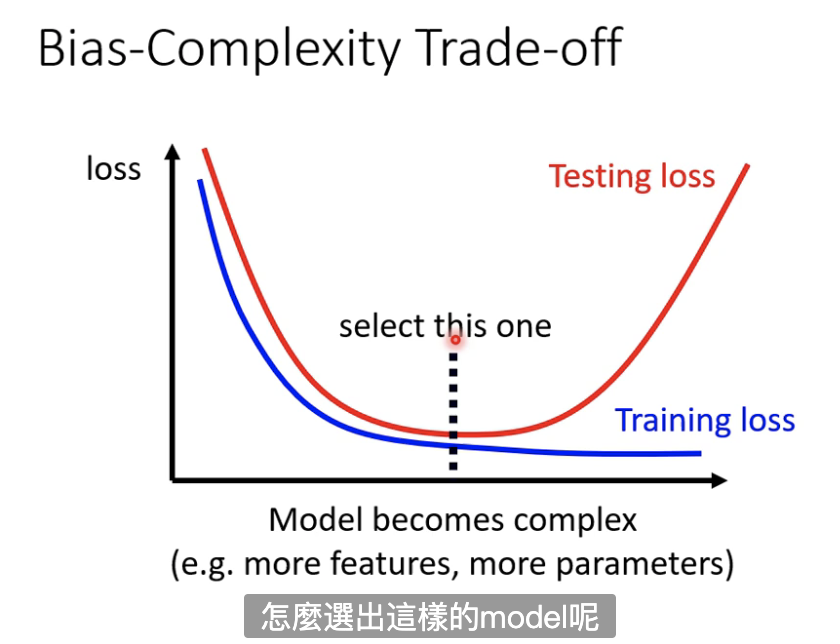 Bias-Complexity Trade-off
loss
Testing loss
select this one
Training loss
Model becomes complex
(e.g. more features, more parameters)
怎麼選出這樣的model呢